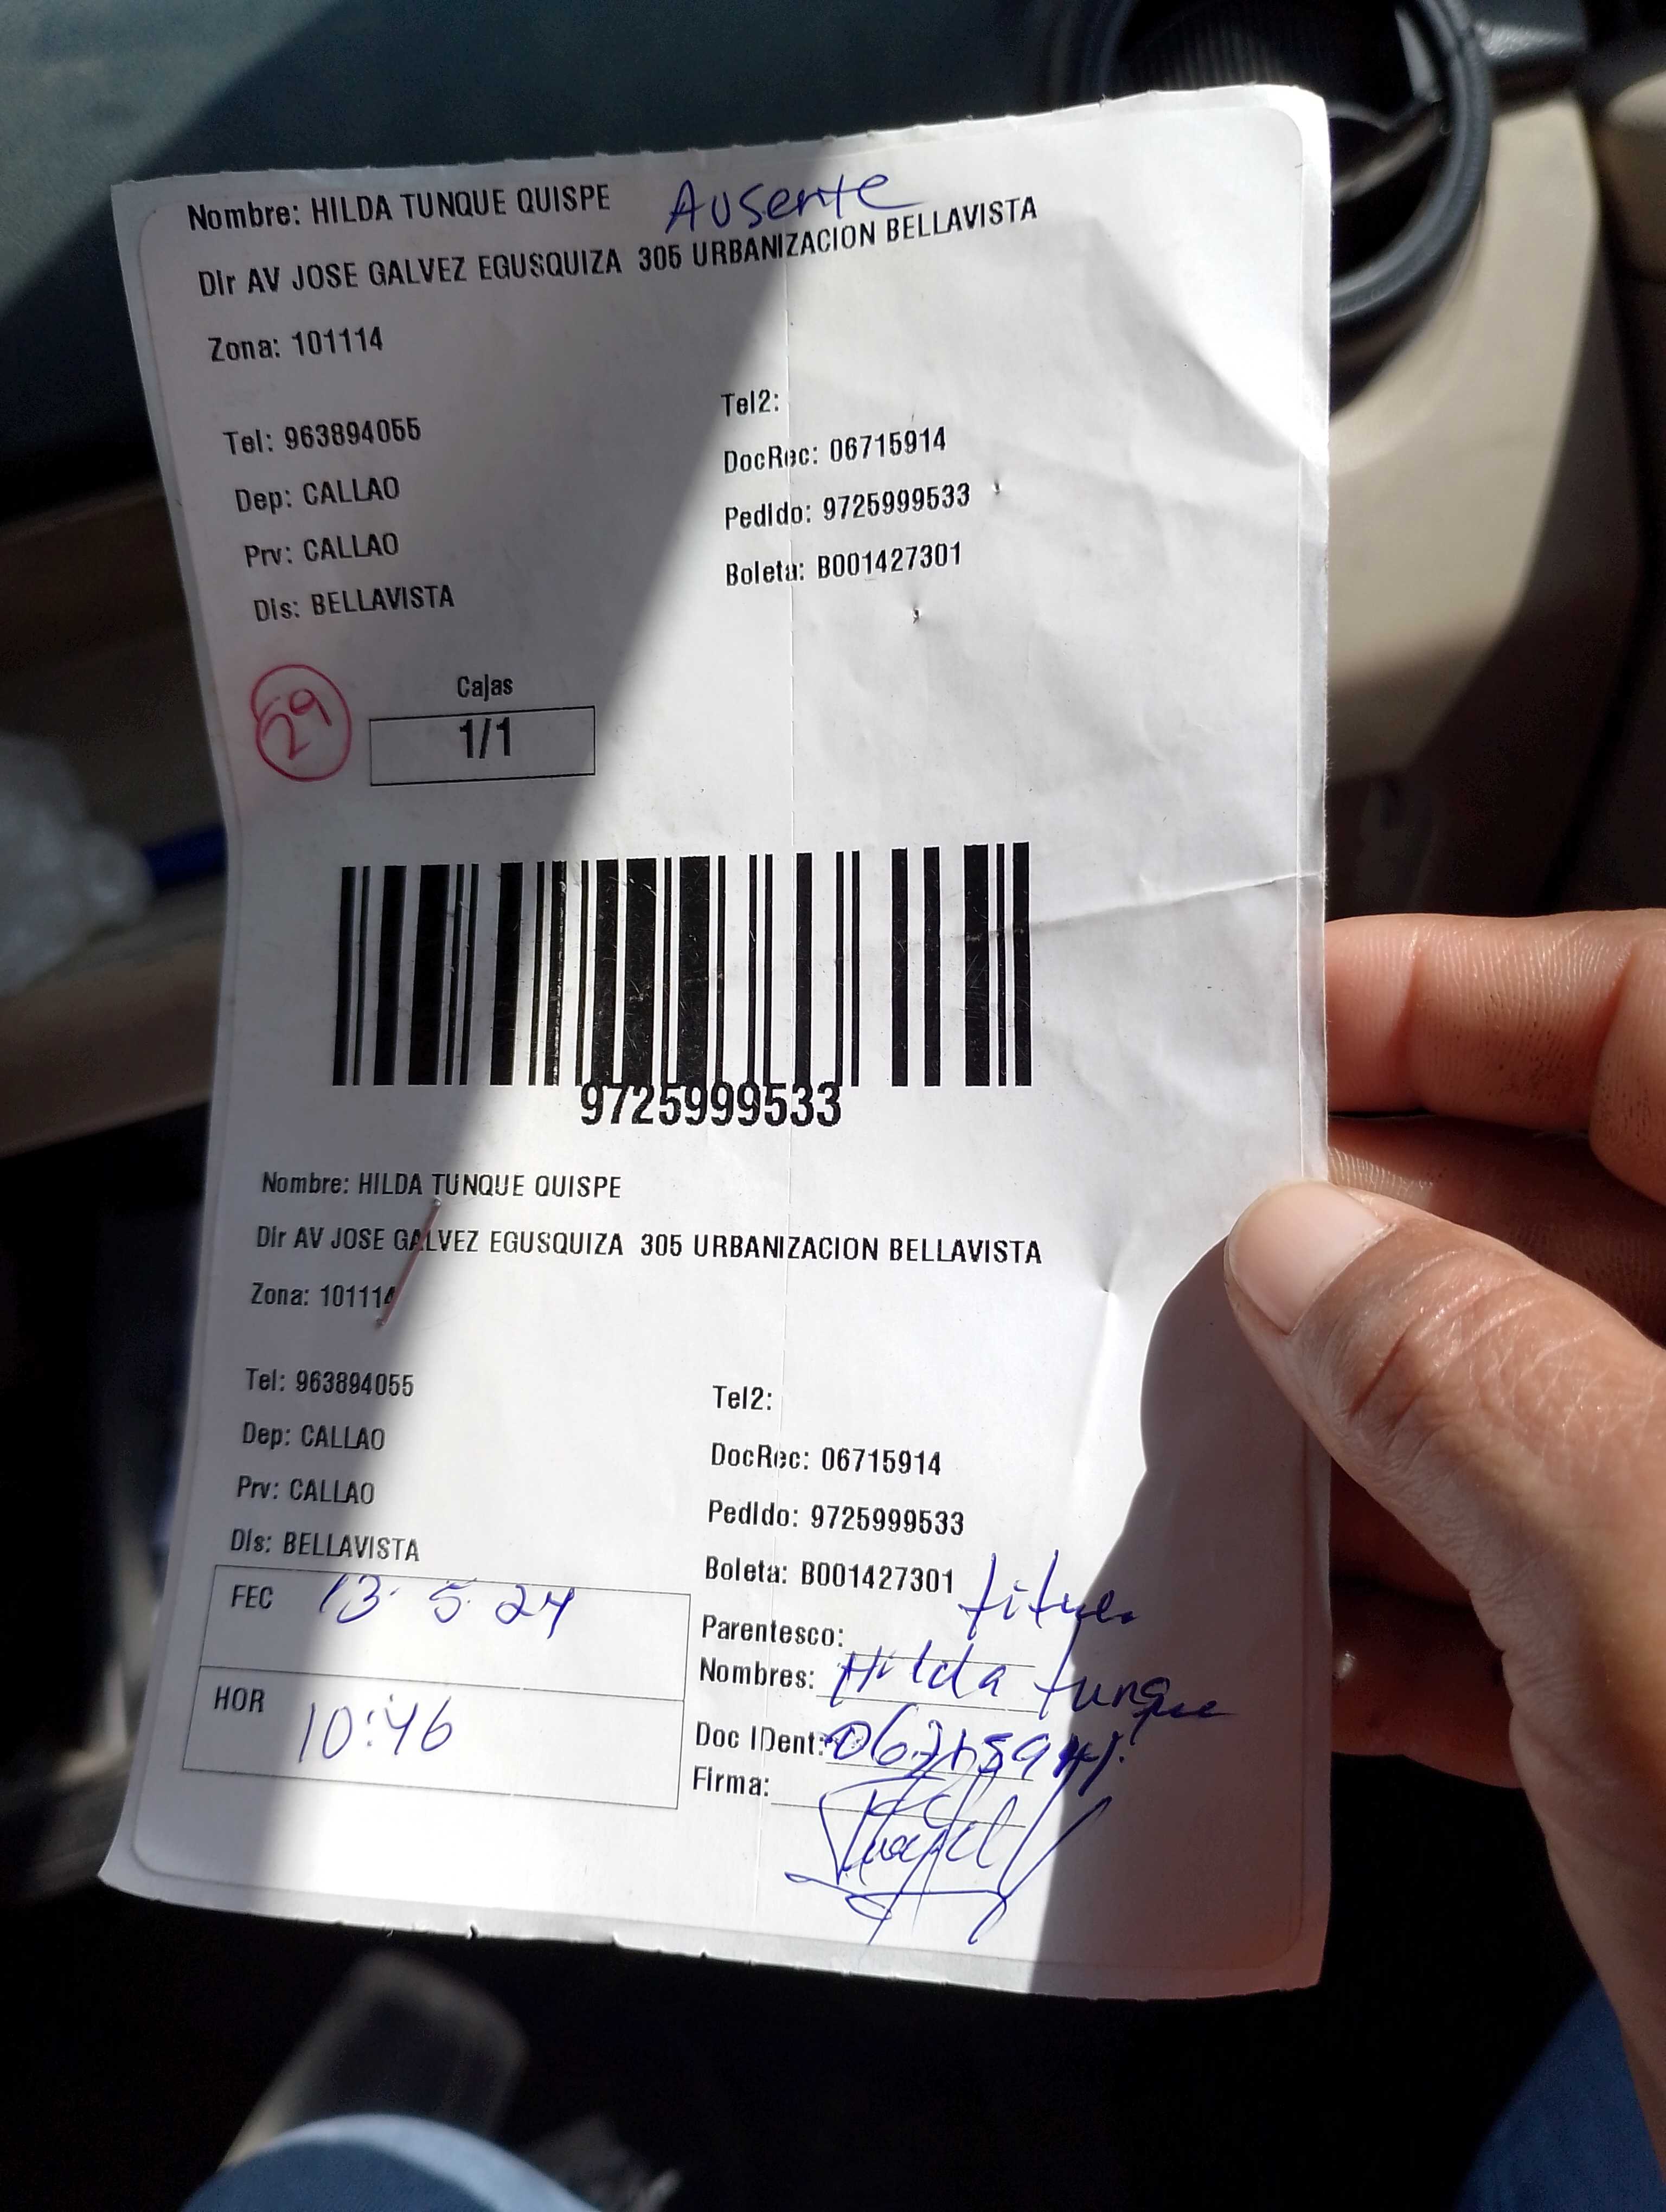 Nombre: HILDA TUNQUE QUISPE Ausente
Dir AV JOSE GALVEZ EGUSQUIZA 305 URBANIZACION BELLAVISTA
Zona: 101114
Tel: 963894055
Tel2:
Dep: CALLAO
DocRec: 06715914
Prv: CALLAO
Pedido: 9725999533
Dis: BELLAVISTA
Boleta: B001427301
29
Cajas
1/1
9725999533
Nombre: HILDA TUNQUE QUISPE
Dir AV JOSE GALVEZ EGUSQUIZA 305 URBANIZACION BELLAVISTA
Zona: 101114
Tel: 963894055
Tel2:
Dep: CALLAO
DocRec: 06715914
Prv: CALLAO
Pedido: 9725999533
Dis: BELLAVISTA
Boleta: B001427301
FEC 13 5 24
Parentesco:
Nombres: Hilda tunque
HOR 10:46
Doc IDent:
Firma: